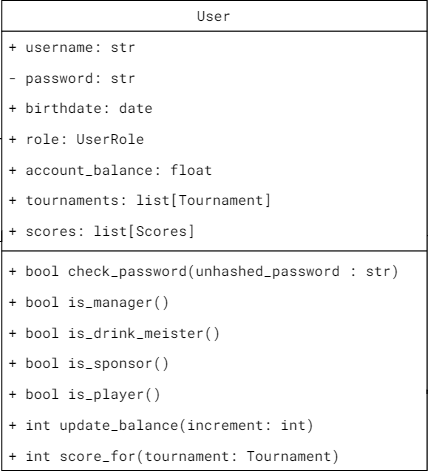 User
+ username: str
- password: str
+ birthdate: date
+ role: UserRole
+ account_balance: float
+ tournaments: list[Tournament]
+ scores: list[Scores]
+ bool check_password(unhashed_password : str)
+ bool is_manager()
+ bool is_drink_meister()
+ bool is_sponsor()
+ bool is_player()
+ int update_balance(increment: int)
+ int score_for(tournament: Tournament)